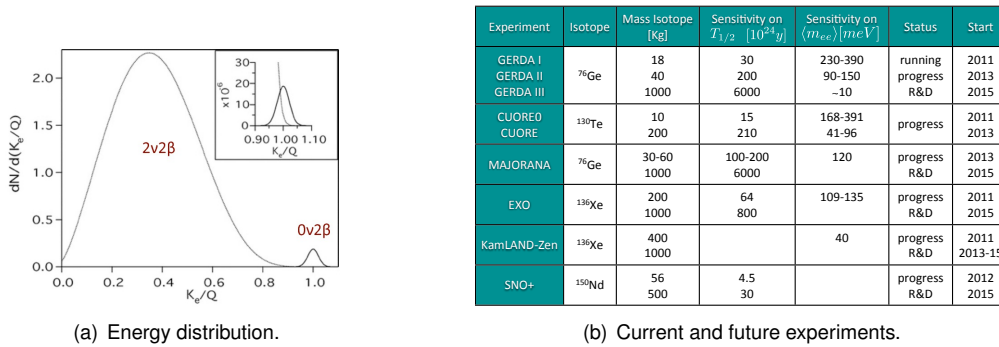 dN/d(Kₑ/Q)
2.0
1.5
1.0
0.5
0.0
0.0 0.2 0.4 0.6 0.8 1.0
Kₑ/Q
2ν2β
0ν2β
x10⁻⁶
30
20
10
0
0.90 1.00 1.10
Kₑ/Q
(a) Energy distribution.
Experiment Isotope Mass Isotope [Kg] Sensitivity on T₁/₂ [10²⁴y] Sensitivity on ⟨mₑₑ⟩[meV] Status Start
GERDA I 18 30 230-390 running 2011
GERDA II ⁷⁶Ge 40 200 90-150 progress 2013
GERDA III 1000 6000 ~10 R&D 2015
CUORE0 ¹³⁰Te 10 15 168-391 progress 2011
CUORE 200 210 41-96 2013
MAJORANA ⁷⁶Ge 30-60 100-200 120 progress 2013
1000 6000 R&D 2015
EXO ¹³⁶Xe 200 64 109-135 progress 2011
1000 800 R&D 2015
KamLAND-Zen ¹³⁶Xe 400 40 progress 2011
1000 R&D 2013-15
SNO+ ¹⁵⁰Nd 56 4.5 progress 2012
500 30 R&D 2015
(b) Current and future experiments.